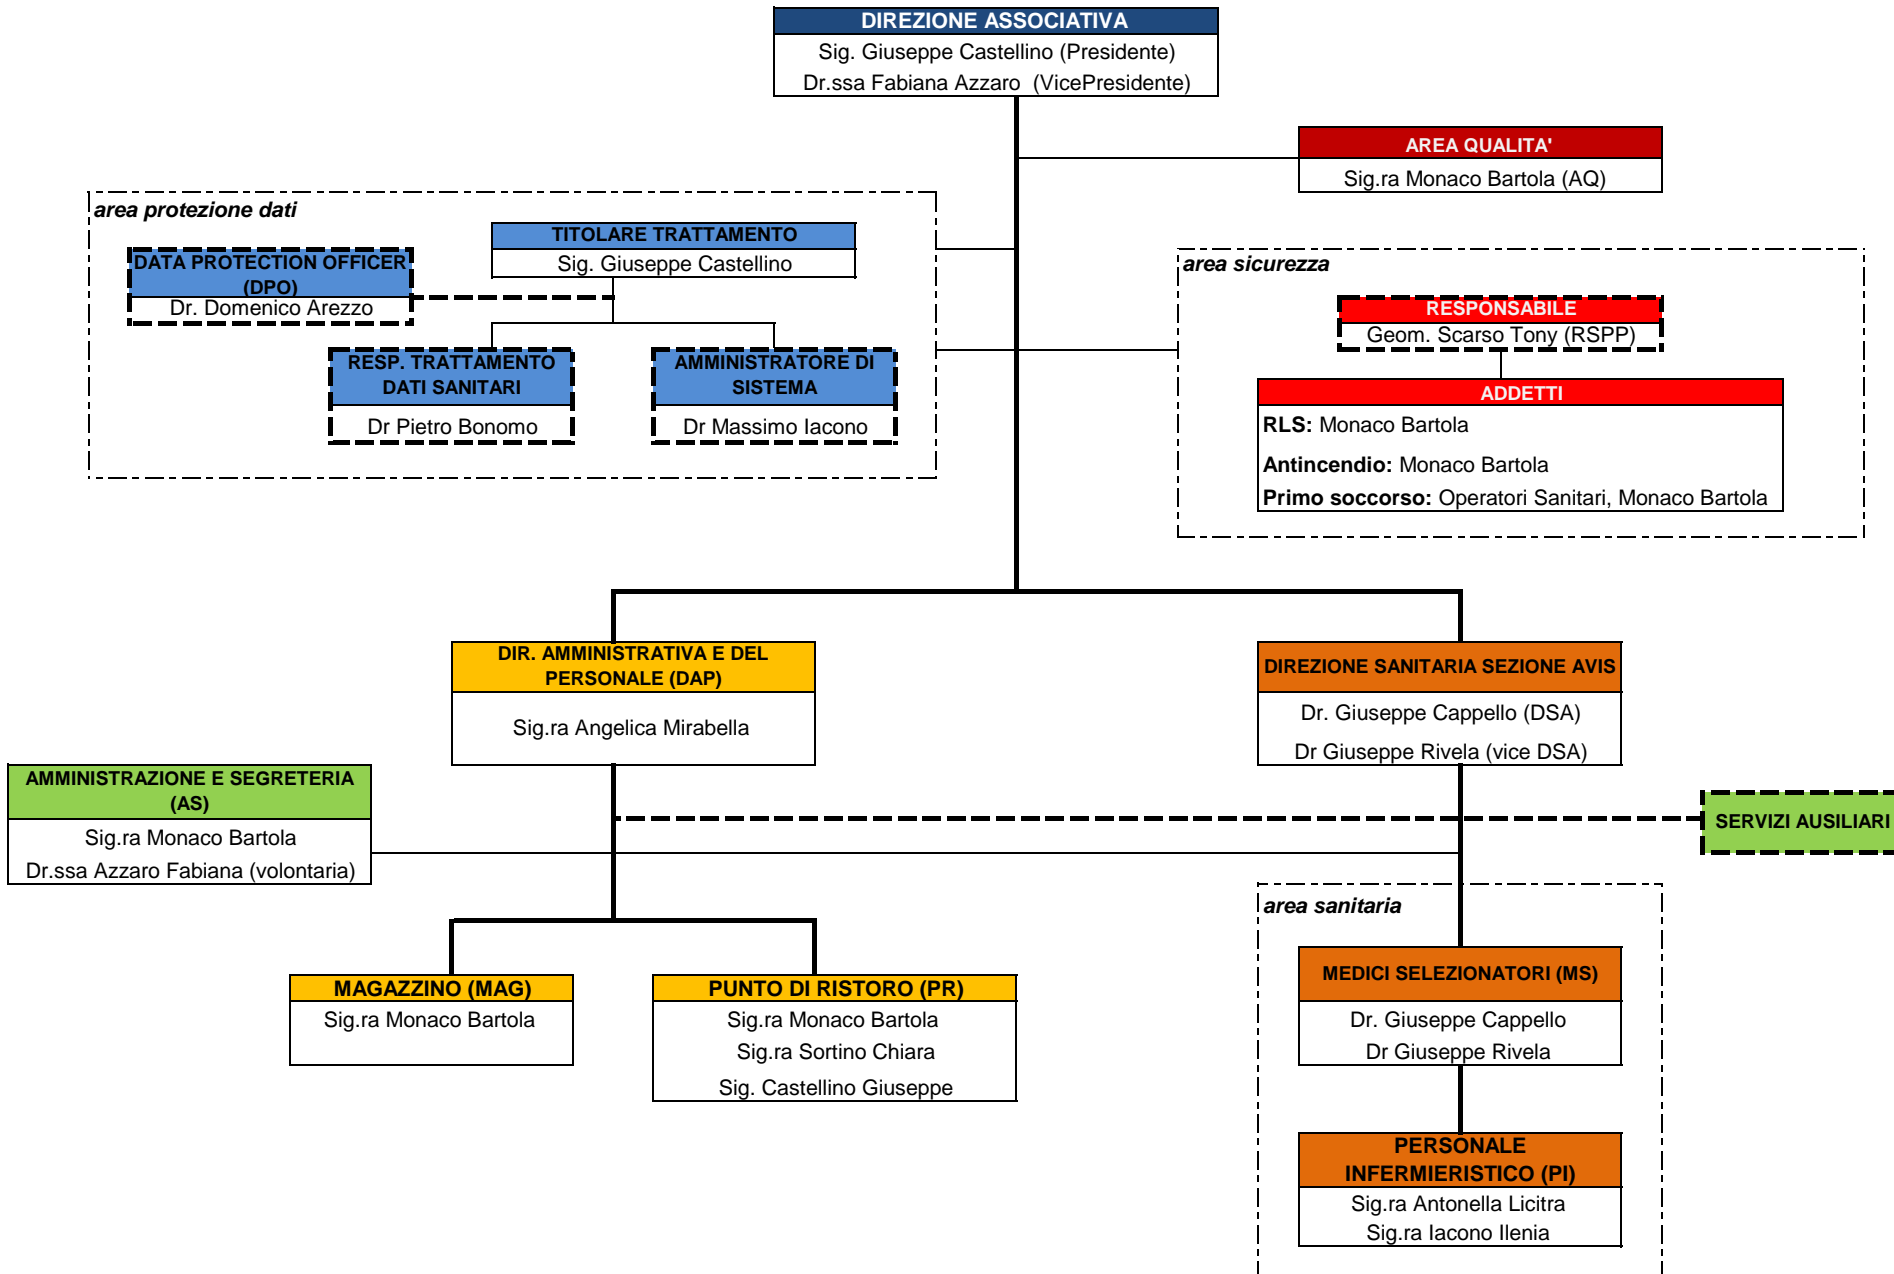 DIREZIONE ASSOCIATIVA
Sig. Giuseppe Castellino (Presidente)
Dr.ssa Fabiana Azzaro (VicePresidente)
AREA QUALITA'
Sig.ra Monaco Bartola (AQ)
area protezione dati
TITOLARE TRATTAMENTO
Sig. Giuseppe Castellino
DATA PROTECTION OFFICER
(DPO)
Dr. Domenico Arezzo
RESP. TRATTAMENTO
DATI SANITARI
Dr Pietro Bonomo
AMMINISTRATORE DI
SISTEMA
Dr Massimo Iacono
area sicurezza
RESPONSABILE
Geom. Scarso Tony (RSPP)
ADDETTI
RLS: Monaco Bartola
Antincendio: Monaco Bartola
Primo soccorso: Operatori Sanitari, Monaco Bartola
DIR. AMMINISTRATIVA E DEL
PERSONALE (DAP)
Sig.ra Angelica Mirabella
DIREZIONE SANITARIA SEZIONE AVIS
Dr. Giuseppe Cappello (DSA)
Dr Giuseppe Rivela (vice DSA)
AMMINISTRAZIONE E SEGRETERIA
(AS)
Sig.ra Monaco Bartola
Dr.ssa Azzaro Fabiana (volontaria)
SERVIZI AUSILIARI
MAGAZZINO (MAG)
Sig.ra Monaco Bartola
PUNTO DI RISTORO (PR)
Sig.ra Monaco Bartola
Sig.ra Sortino Chiara
Sig. Castellino Giuseppe
area sanitaria
MEDICI SELEZIONATORI (MS)
Dr. Giuseppe Cappello
Dr Giuseppe Rivela
PERSONALE
INFERMIERISTICO (PI)
Sig.ra Antonella Licitra
Sig.ra Iacono Ilenia